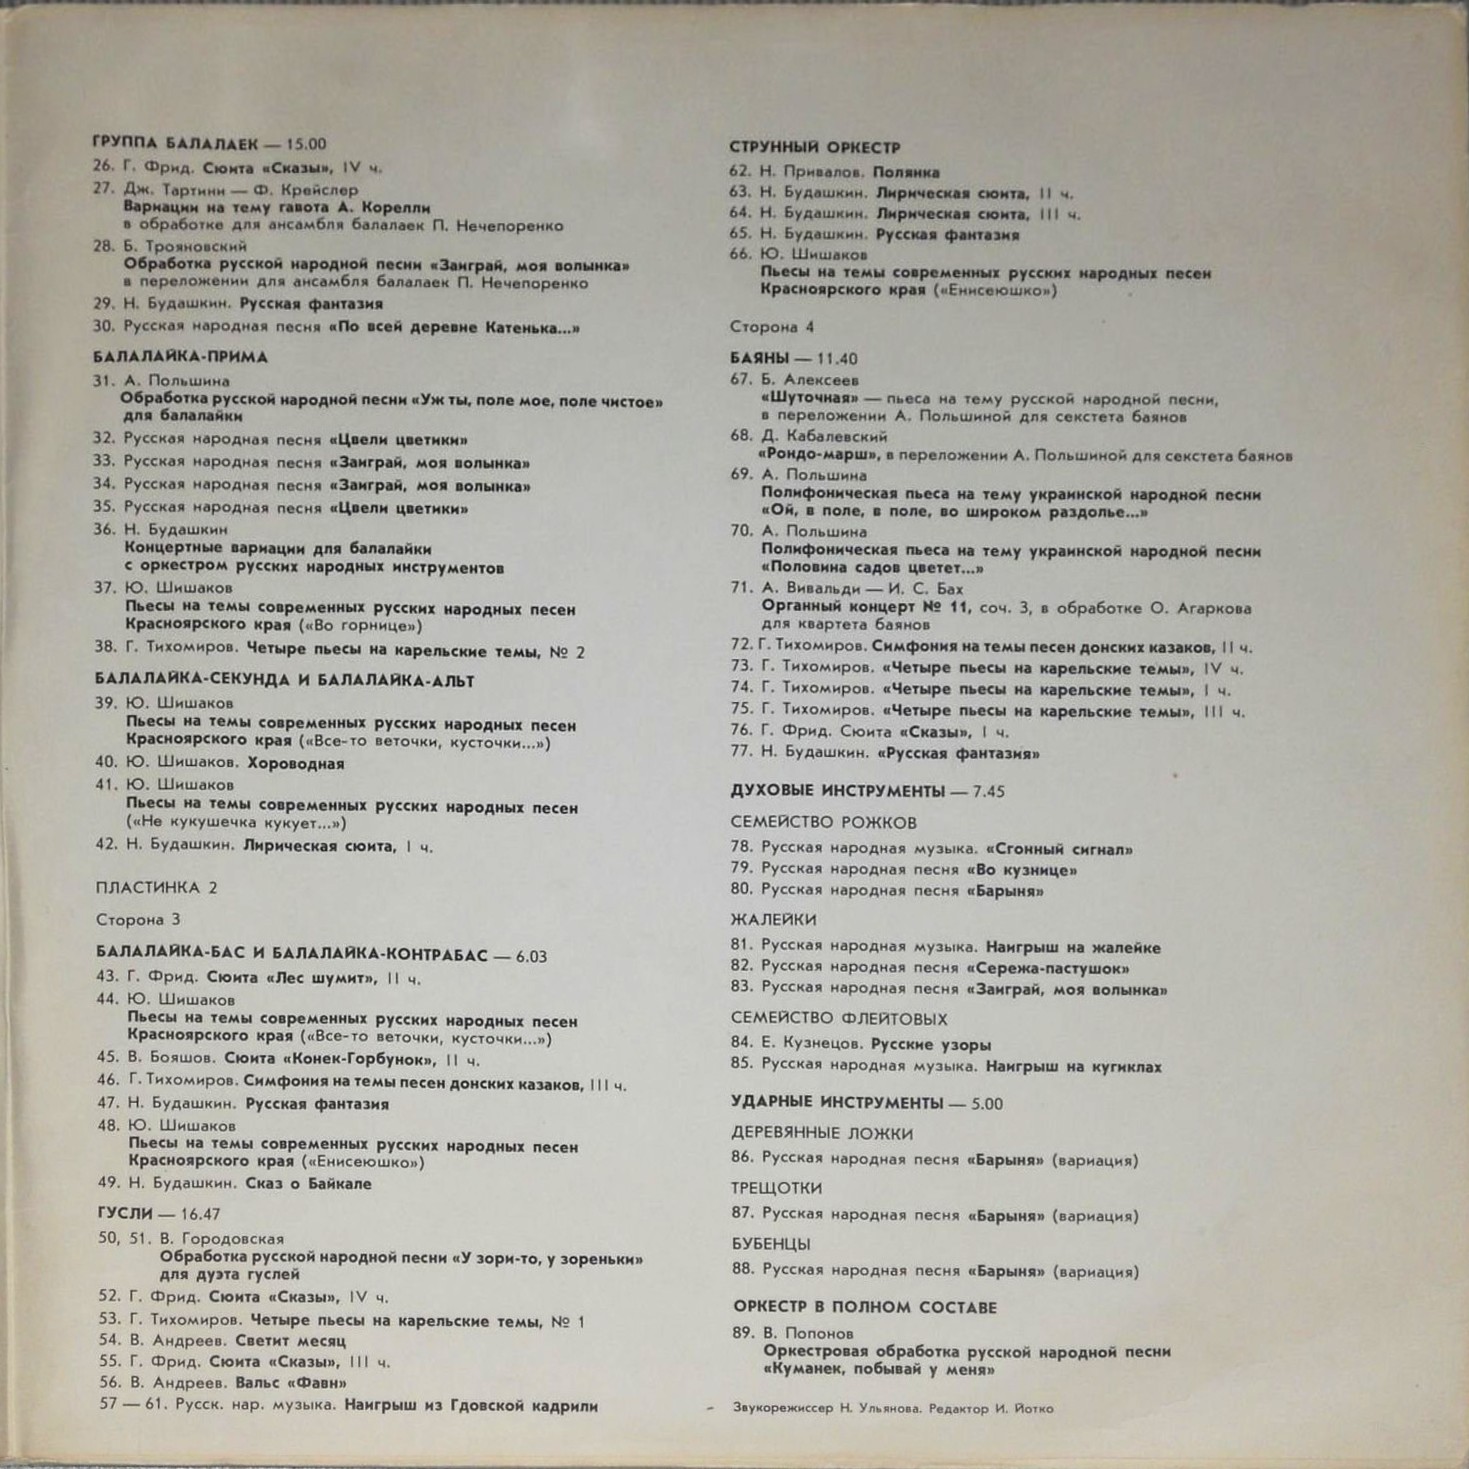 ГРУППА БАЛАЛАЕК — 15.00
26. Г. Фрид. Сюита «Сказы», IV ч.
27. Дж. Тартини — Ф. Крейслер
Вариации на тему гавота А. Корелли
в обработке для ансамбля балалаек П. Нечепоренко
28. Б. Трояновский
Обработка русской народной песни «Заиграй, моя волынка»
в переложении для ансамбля балалаек П. Нечепоренко
29. Н. Будашкин. Русская фантазия
30. Русская народная песня «По всей деревне Катенька...»
БАЛАЛАЙКА-ПРИМА
31. А. Польшина
Обработка русской народной песни «Уж ты, поле мое, поле чистое»
для балалайки
32. Русская народная песня «Цвели цветики»
33. Русская народная песня «Заиграй, моя волынка»
34. Русская народная песня «Заиграй, моя волынка»
35. Русская народная песня «Цвели цветики»
36. Н. Будашкин
Концертные вариации для балалайки
с оркестром русских народных инструментов
37. Ю. Шишаков
Пьесы на темы современных русских народных песен
Красноярского края («Во горнице»)
38. Г. Тихомиров. Четыре пьесы на карельские темы, № 2
БАЛАЛАЙКА-СЕКУНДА И БАЛАЛАЙКА-АЛЬТ
39. Ю. Шишаков
Пьесы на темы современных русских народных песен
Красноярского края («Все-то веточки, кусточки...»)
40. Ю. Шишаков. Хороводная
41. Ю. Шишаков
Пьесы на темы современных русских народных песен
(«Не кукушечка кукует...»)
42. Н. Будашкин. Лирическая сюита, I ч.
ПЛАСТИНКА 2
Сторона 3
БАЛАЛАЙКА-БАС И БАЛАЛАЙКА-КОНТРАБАС — 6.03
43. Г. Фрид. Сюита «Лес шумит», II ч.
44. Ю. Шишаков
Пьесы на темы современных русских народных песен
Красноярского края («Все-то веточки, кусточки...»)
45. В. Бояшов. Сюита «Конек-Горбунок», II ч.
46. Г. Тихомиров. Симфония на темы песен донских казаков, III ч.
47. Н. Будашкин. Русская фантазия
48. Ю. Шишаков
Пьесы на темы современных русских народных песен
Красноярского края («Енисеюшко»)
49. Н. Будашкин. Сказ о Байкале
ГУСЛИ — 16.47
50, 51. В. Городовская
Обработка русской народной песни «У зори-то, у зореньки»
для дуэта гуслей
52. Г. Фрид. Сюита «Сказы», IV ч.
53. Г. Тихомиров. Четыре пьесы на карельские темы, № 1
54. В. Андреев. Светит месяц
55. Г. Фрид. Сюита «Сказы», III ч.
56. В. Андреев. Вальс «Фавн»
57 — 61. Русск. нар. музыка. Наигрыш из Гдовской кадрили
СТРУННЫЙ ОРКЕСТР
62. Н. Привалов. Полянка
63. Н. Будашкин. Лирическая сюита, II ч.
64. Н. Будашкин. Лирическая сюита, III ч.
65. Н. Будашкин. Русская фантазия
66. Ю. Шишаков
Пьесы на темы современных русских народных песен
Красноярского края («Енисеюшко»)
Сторона 4
БАЯНЫ — 11.40
67. Б. Алексеев
«Шуточная» — пьеса на тему русской народной песни,
в переложении А. Польшиной для секстета баянов
68. Д. Кабалевский
«Рондо-марш», в переложении А. Польшиной для секстета баянов
69. А. Польшина
Полифоническая пьеса на тему украинской народной песни
«Ой, в поле, в поле, во широком раздолье...»
70. А. Польшина
Полифоническая пьеса на тему украинской народной песни
«Половина садов цветет...»
71. А. Вивальди — И. С. Бах
Органный концерт № 11, соч. 3, в обработке О. Агаркова
для квартета баянов
72. Г. Тихомиров. Симфония на темы песен донских казаков, II ч.
73. Г. Тихомиров. «Четыре пьесы на карельские темы», IV ч.
74. Г. Тихомиров. «Четыре пьесы на карельские темы», I ч.
75. Г. Тихомиров. «Четыре пьесы на карельские темы», III ч.
76. Г. Фрид. Сюита «Сказы», I ч.
77. Н. Будашкин. «Русская фантазия»
ДУХОВЫЕ ИНСТРУМЕНТЫ — 7.45
СЕМЕЙСТВО РОЖКОВ
78. Русская народная музыка. «Сгонный сигнал»
79. Русская народная песня «Во кузнице»
80. Русская народная песня «Барыня»
ЖАЛЕЙКИ
81. Русская народная музыка. Наигрыш на жалейке
82. Русская народная песня «Сережа-пастушок»
83. Русская народная песня «Заиграй, моя волынка»
СЕМЕЙСТВО ФЛЕЙТОВЫХ
84. Е. Кузнецов. Русские узоры
85. Русская народная музыка. Наигрыш на кугиклах
УДАРНЫЕ ИНСТРУМЕНТЫ — 5.00
ДЕРЕВЯННЫЕ ЛОЖКИ
86. Русская народная песня «Барыня» (вариация)
ТРЕЩОТКИ
87. Русская народная песня «Барыня» (вариация)
БУБЕНЦЫ
88. Русская народная песня «Барыня» (вариация)
ОРКЕСТР В ПОЛНОМ СОСТАВЕ
89. В. Попонов
Оркестровая обработка русской народной песни
«Куманек, побывай у меня»
Звукорежиссер Н. Ульянова. Редактор И. Йотко